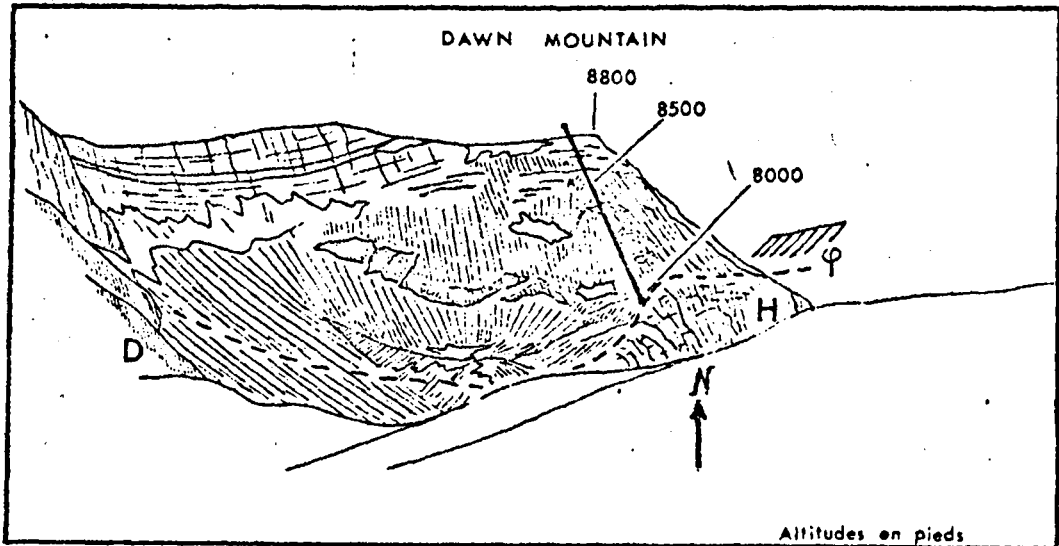 DAWN MOUNTAIN
8800
8500
8000
φ
H
D
N
Altitudes en pieds